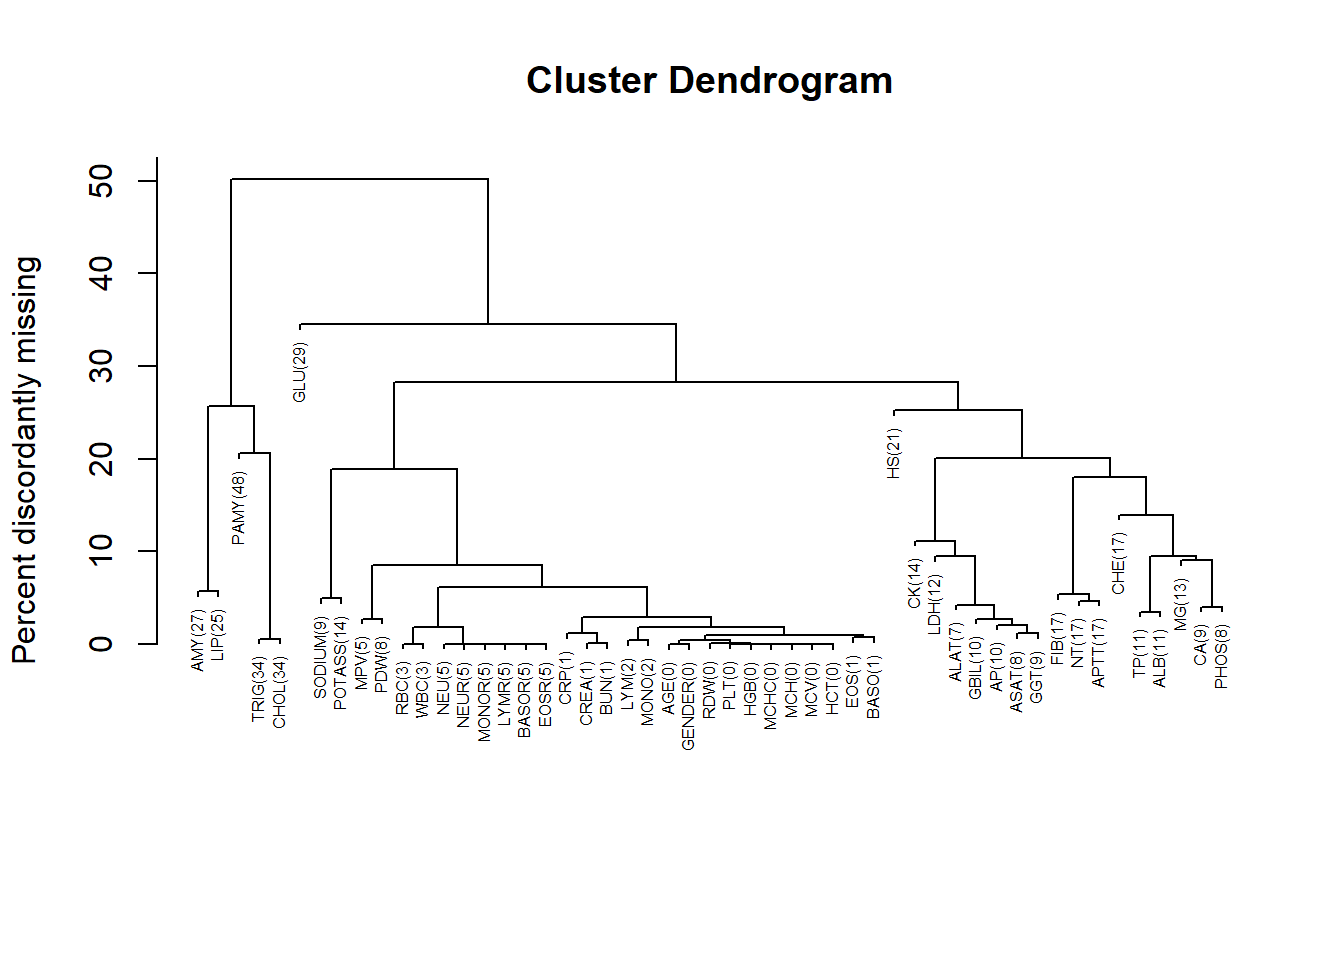 Cluster Dendrogram
Percent discordantly missing
50
40
30
20
10
0
AMY(27)
LIP(25)
PAMY(48)
TRIG(34)
CHOL(34)
GLU(29)
SODIUM(9)
POTASS(14)
MPV(5)
PDW(8)
RBC(3)
WBC(3)
NEU(5)
NEUR(5)
MONOR(5)
LYMR(5)
BASOR(5)
EOSR(5)
CRP(1)
CREA(1)
BUN(1)
LYM(2)
MONO(2)
AGE(0)
GENDER(0)
RDW(0)
PLT(0)
HGB(0)
MCHC(0)
MCH(0)
MCV(0)
HCT(0)
EOS(1)
BASO(1)
HS(21)
CK(14)
LDH(12)
ALAT(7)
GBIL(10)
AP(10)
ASAT(8)
GGT(9)
FIB(17)
NT(17)
APTT(17)
CHE(17)
TP(11)
ALB(11)
MG(13)
CA(9)
PHOS(8)